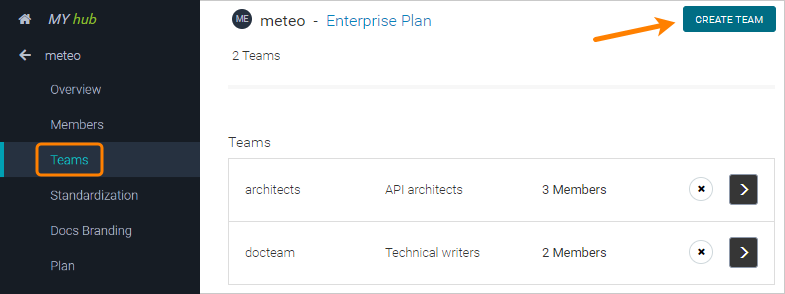 MY hub
meteo
Overview
Members
Teams
Standardization
Docs Branding
Plan
ME meteo - Enterprise Plan
CREATE TEAM
2 Teams
Teams
architects API architects 3 Members
docteam Technical writers 2 Members